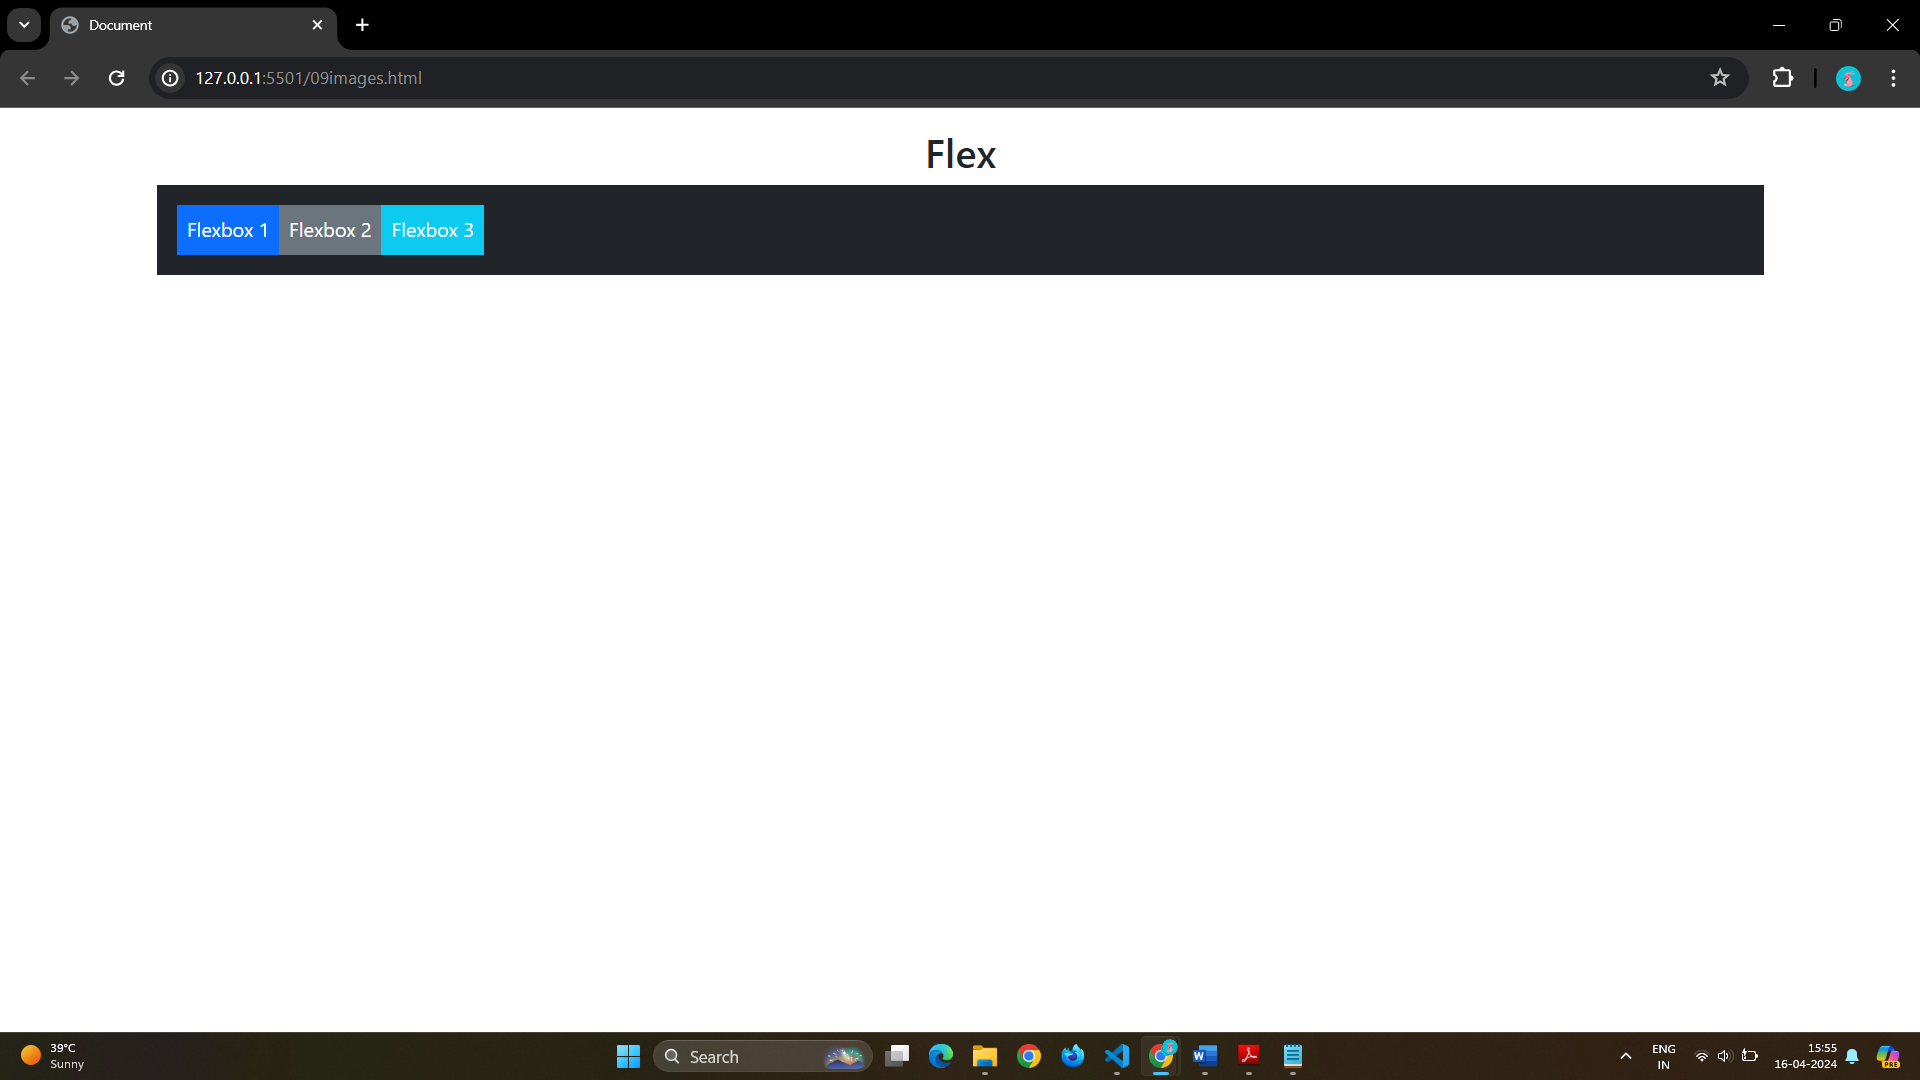 Document
127.0.0.1:5501/09images.html
Flex
Flexbox 1 Flexbox 2 Flexbox 3
39°C
Sunny
Search
ENG
IN
15:55
16-04-2024
PRE